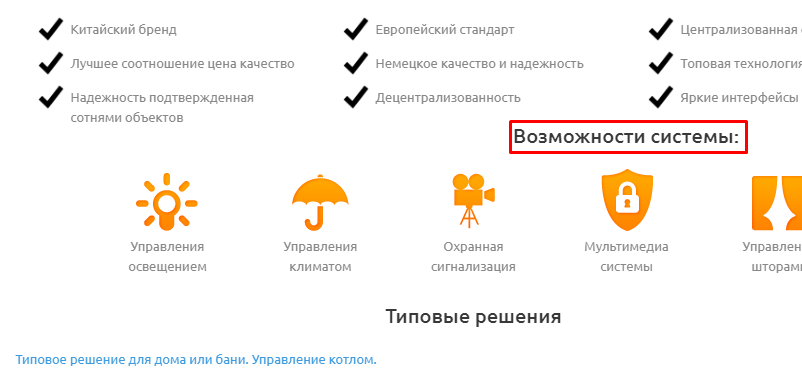 Китайский бренд
Европейский стандарт
Централизованная
Лучшее соотношение цена качество
Немецкое качество и надежность
Топовая технология
Надежность подтвержденная
сотнями объектов
Децентрализованность
Яркие интерфейсы
Возможности системы:
Управления
освещением
Управления
климатом
Охранная
сигнализация
Мультимедиа
системы
Управлен
шторам
Типовые решения
Типовое решение для дома или бани. Управление котлом.